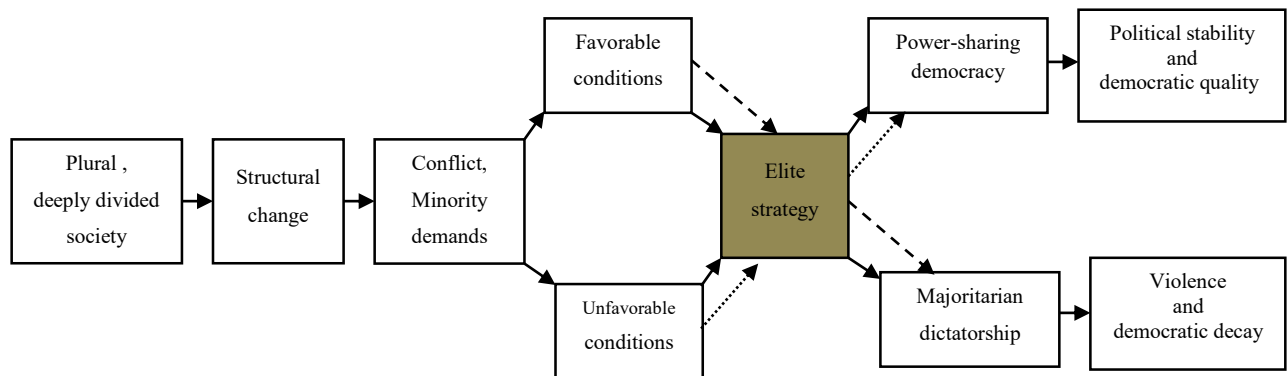 Plural ,
deeply divided
society
Structural
change
Conflict,
Minority
demands
Favorable
conditions
Unfavorable
conditions
Elite
strategy
Power-sharing
democracy
Political stability
and
democratic quality
Majoritarian
dictatorship
Violence
and
democratic decay